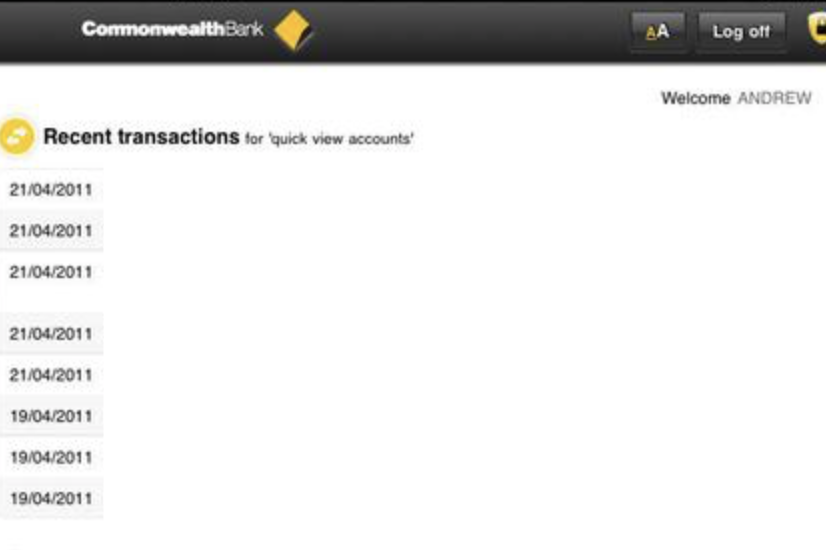 CommonwealthBank
AA Log off
Welcome ANDREW
Recent transactions for 'quick view accounts'
21/04/2011
21/04/2011
21/04/2011
21/04/2011
21/04/2011
19/04/2011
19/04/2011
19/04/2011